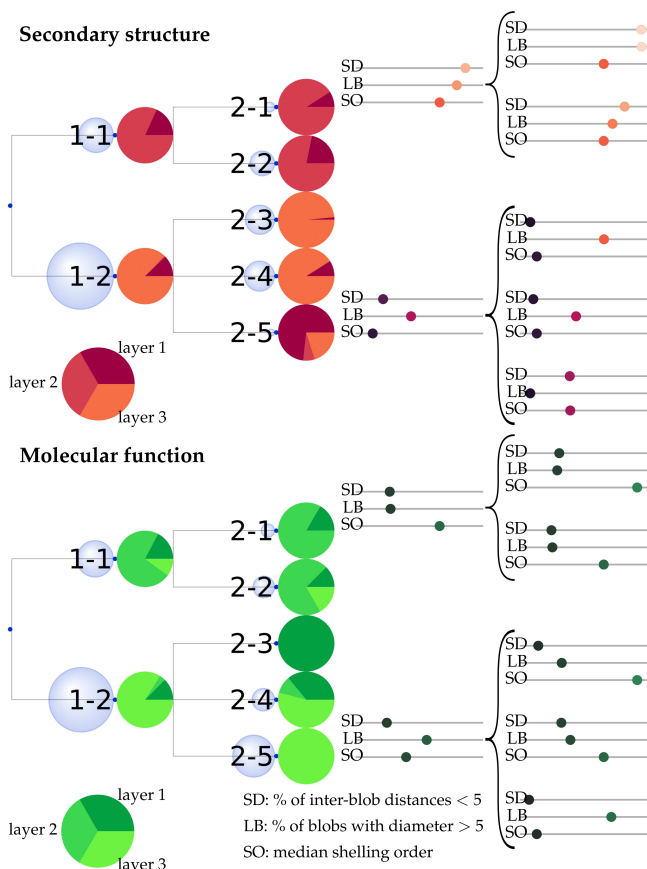 Secondary structure
SD
LB
SO
SD
LB
SO
SD
LB
SO
1-1
2-1
2-2
2-3
1-2
2-4
2-5
SD
LB
SO
SD
LB
SO
SD
LB
SO
SD
LB
SO
layer 1
layer 2
layer 3
Molecular function
SD
LB
SO
SD
LB
SO
SD
LB
SO
1-1
2-1
2-2
2-3
1-2
2-4
2-5
SD
LB
SO
SD
LB
SO
SD
LB
SO
SD
LB
SO
layer 1
layer 2
layer 3
SD: % of inter-blob distances < 5
LB: % of blobs with diameter > 5
SO: median shelling order